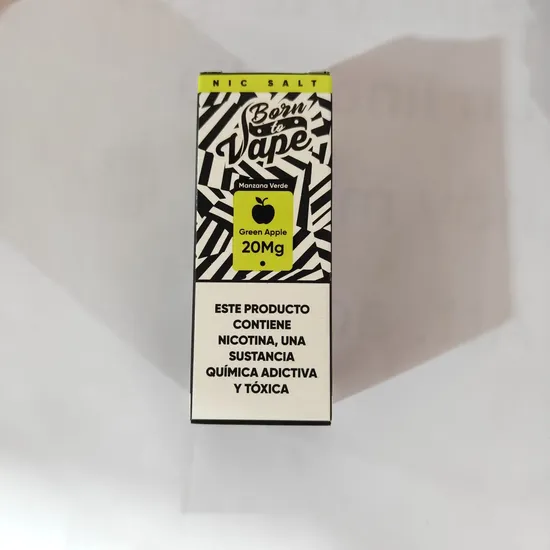 NIC SALT
Born
to
Vape
Manzana Verde
Green Apple
20Mg
ESTE PRODUCTO
CONTIENE
NICOTINA, UNA
SUSTANCIA
QUÍMICA ADICTIVA
Y TÓXICA